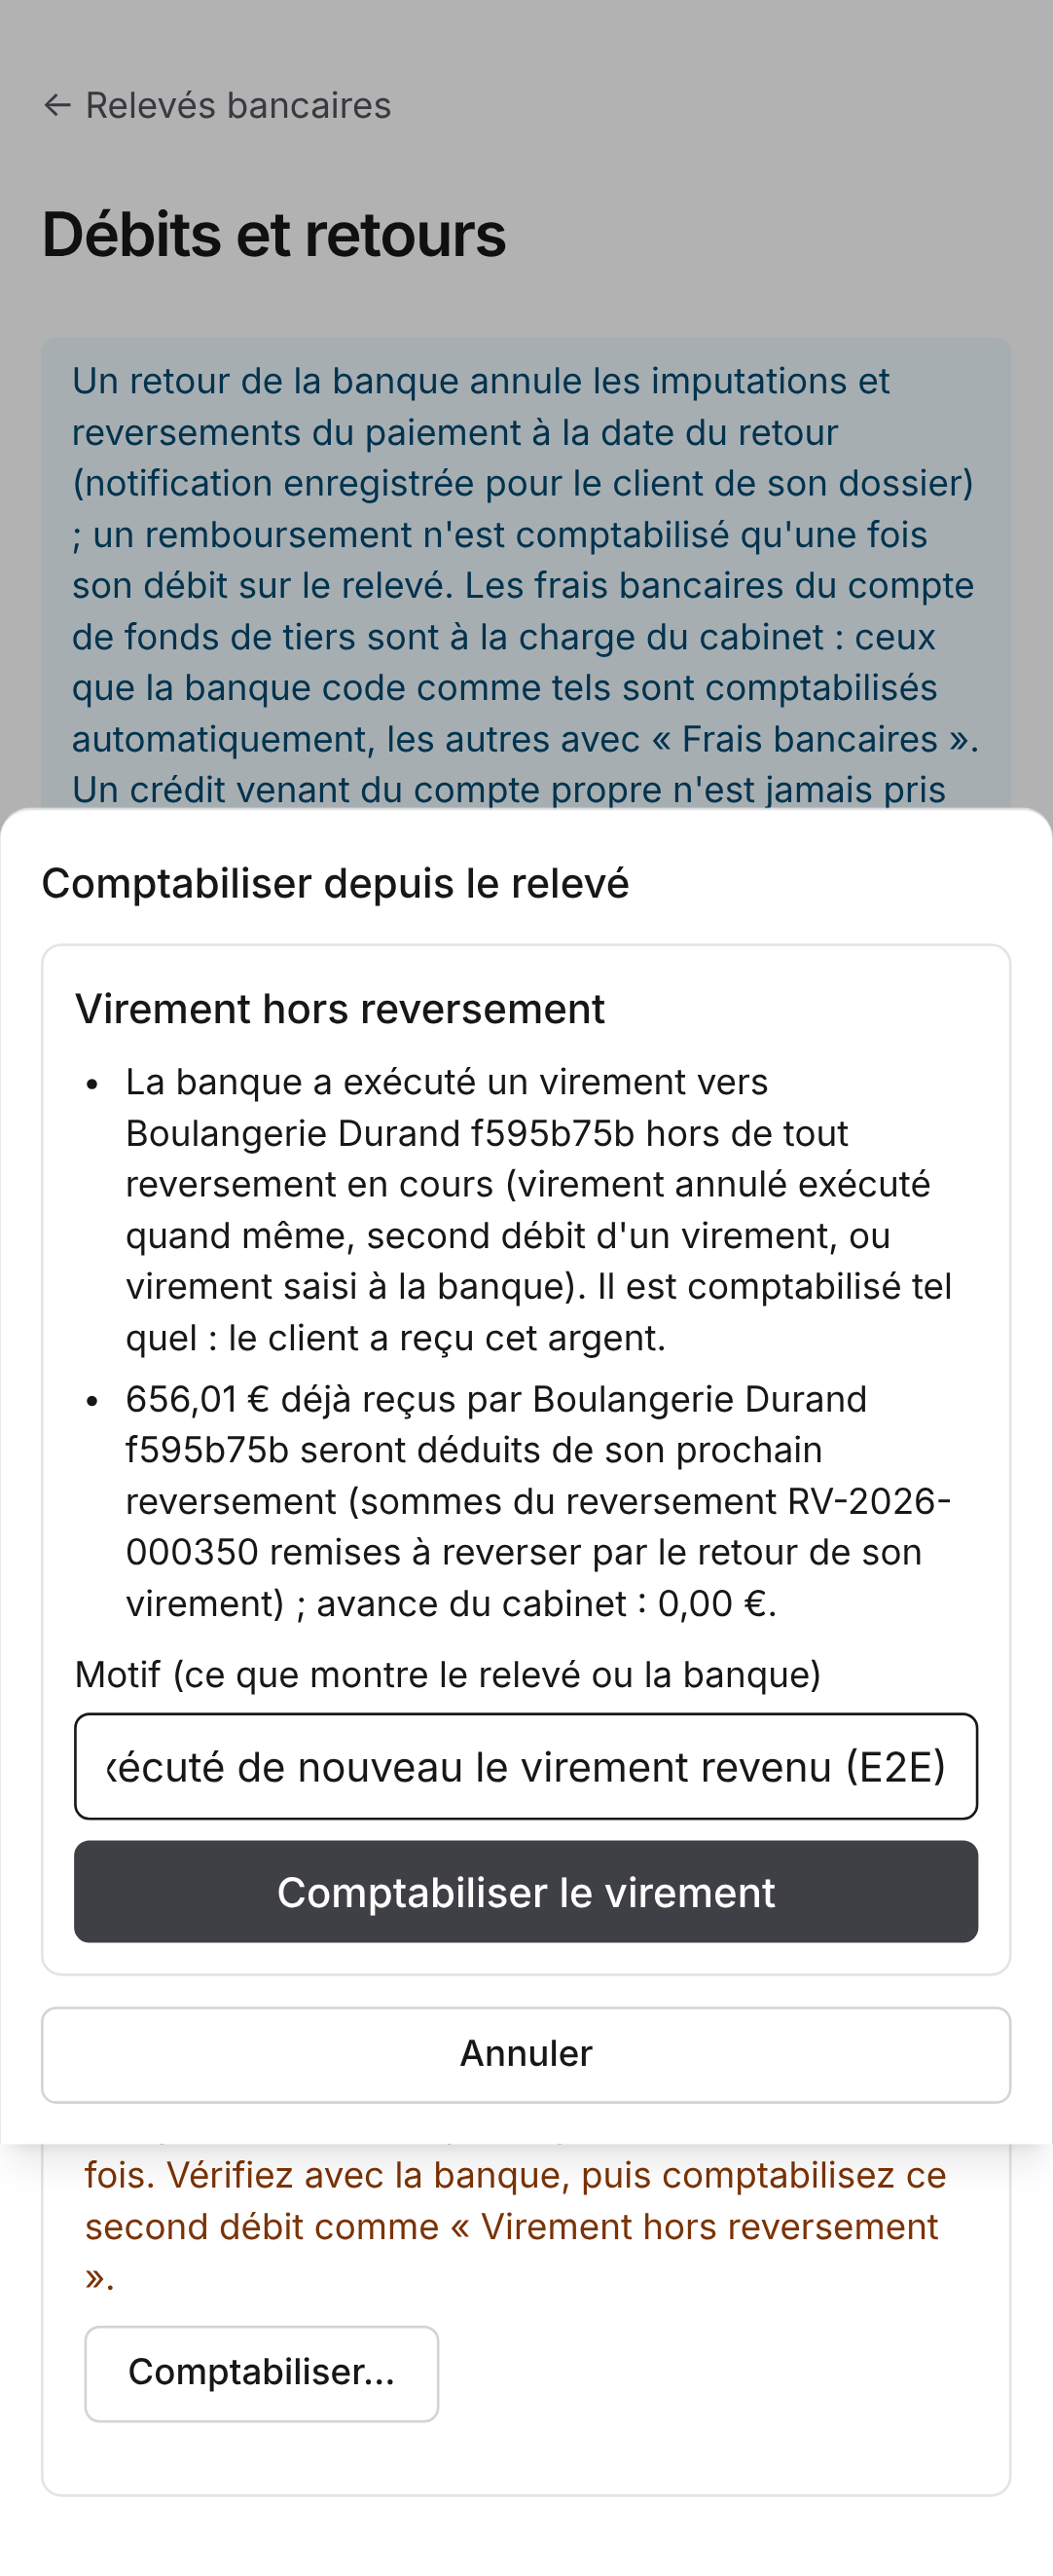 ← Relevés bancaires
Débits et retours
Un retour de la banque annule les imputations et
reversements du paiement à la date du retour
(notification enregistrée pour le client de son dossier)
; un remboursement n'est comptabilisé qu'une fois
son débit sur le relevé. Les frais bancaires du compte
de fonds de tiers sont à la charge du cabinet : ceux
que la banque code comme tels sont comptabilisés
automatiquement, les autres avec « Frais bancaires ».
Un crédit venant du compte propre n'est jamais pris
Comptabiliser depuis le relevé
Virement hors reversement
• La banque a exécuté un virement vers
Boulangerie Durand f595b75b hors de tout
reversement en cours (virement annulé exécuté
quand même, second débit d'un virement, ou
virement saisi à la banque). Il est comptabilisé tel
quel : le client a reçu cet argent.
• 656,01 € déjà reçus par Boulangerie Durand
f595b75b seront déduits de son prochain
reversement (sommes du reversement RV-2026-
000350 remises à reverser par le retour de son
virement) ; avance du cabinet : 0,00 €.
Motif (ce que montre le relevé ou la banque)
écuté de nouveau le virement revenu (E2E)
Comptabiliser le virement
Annuler
fois. Vérifiez avec la banque, puis comptabilisez ce
second débit comme « Virement hors reversement
».
Comptabiliser...